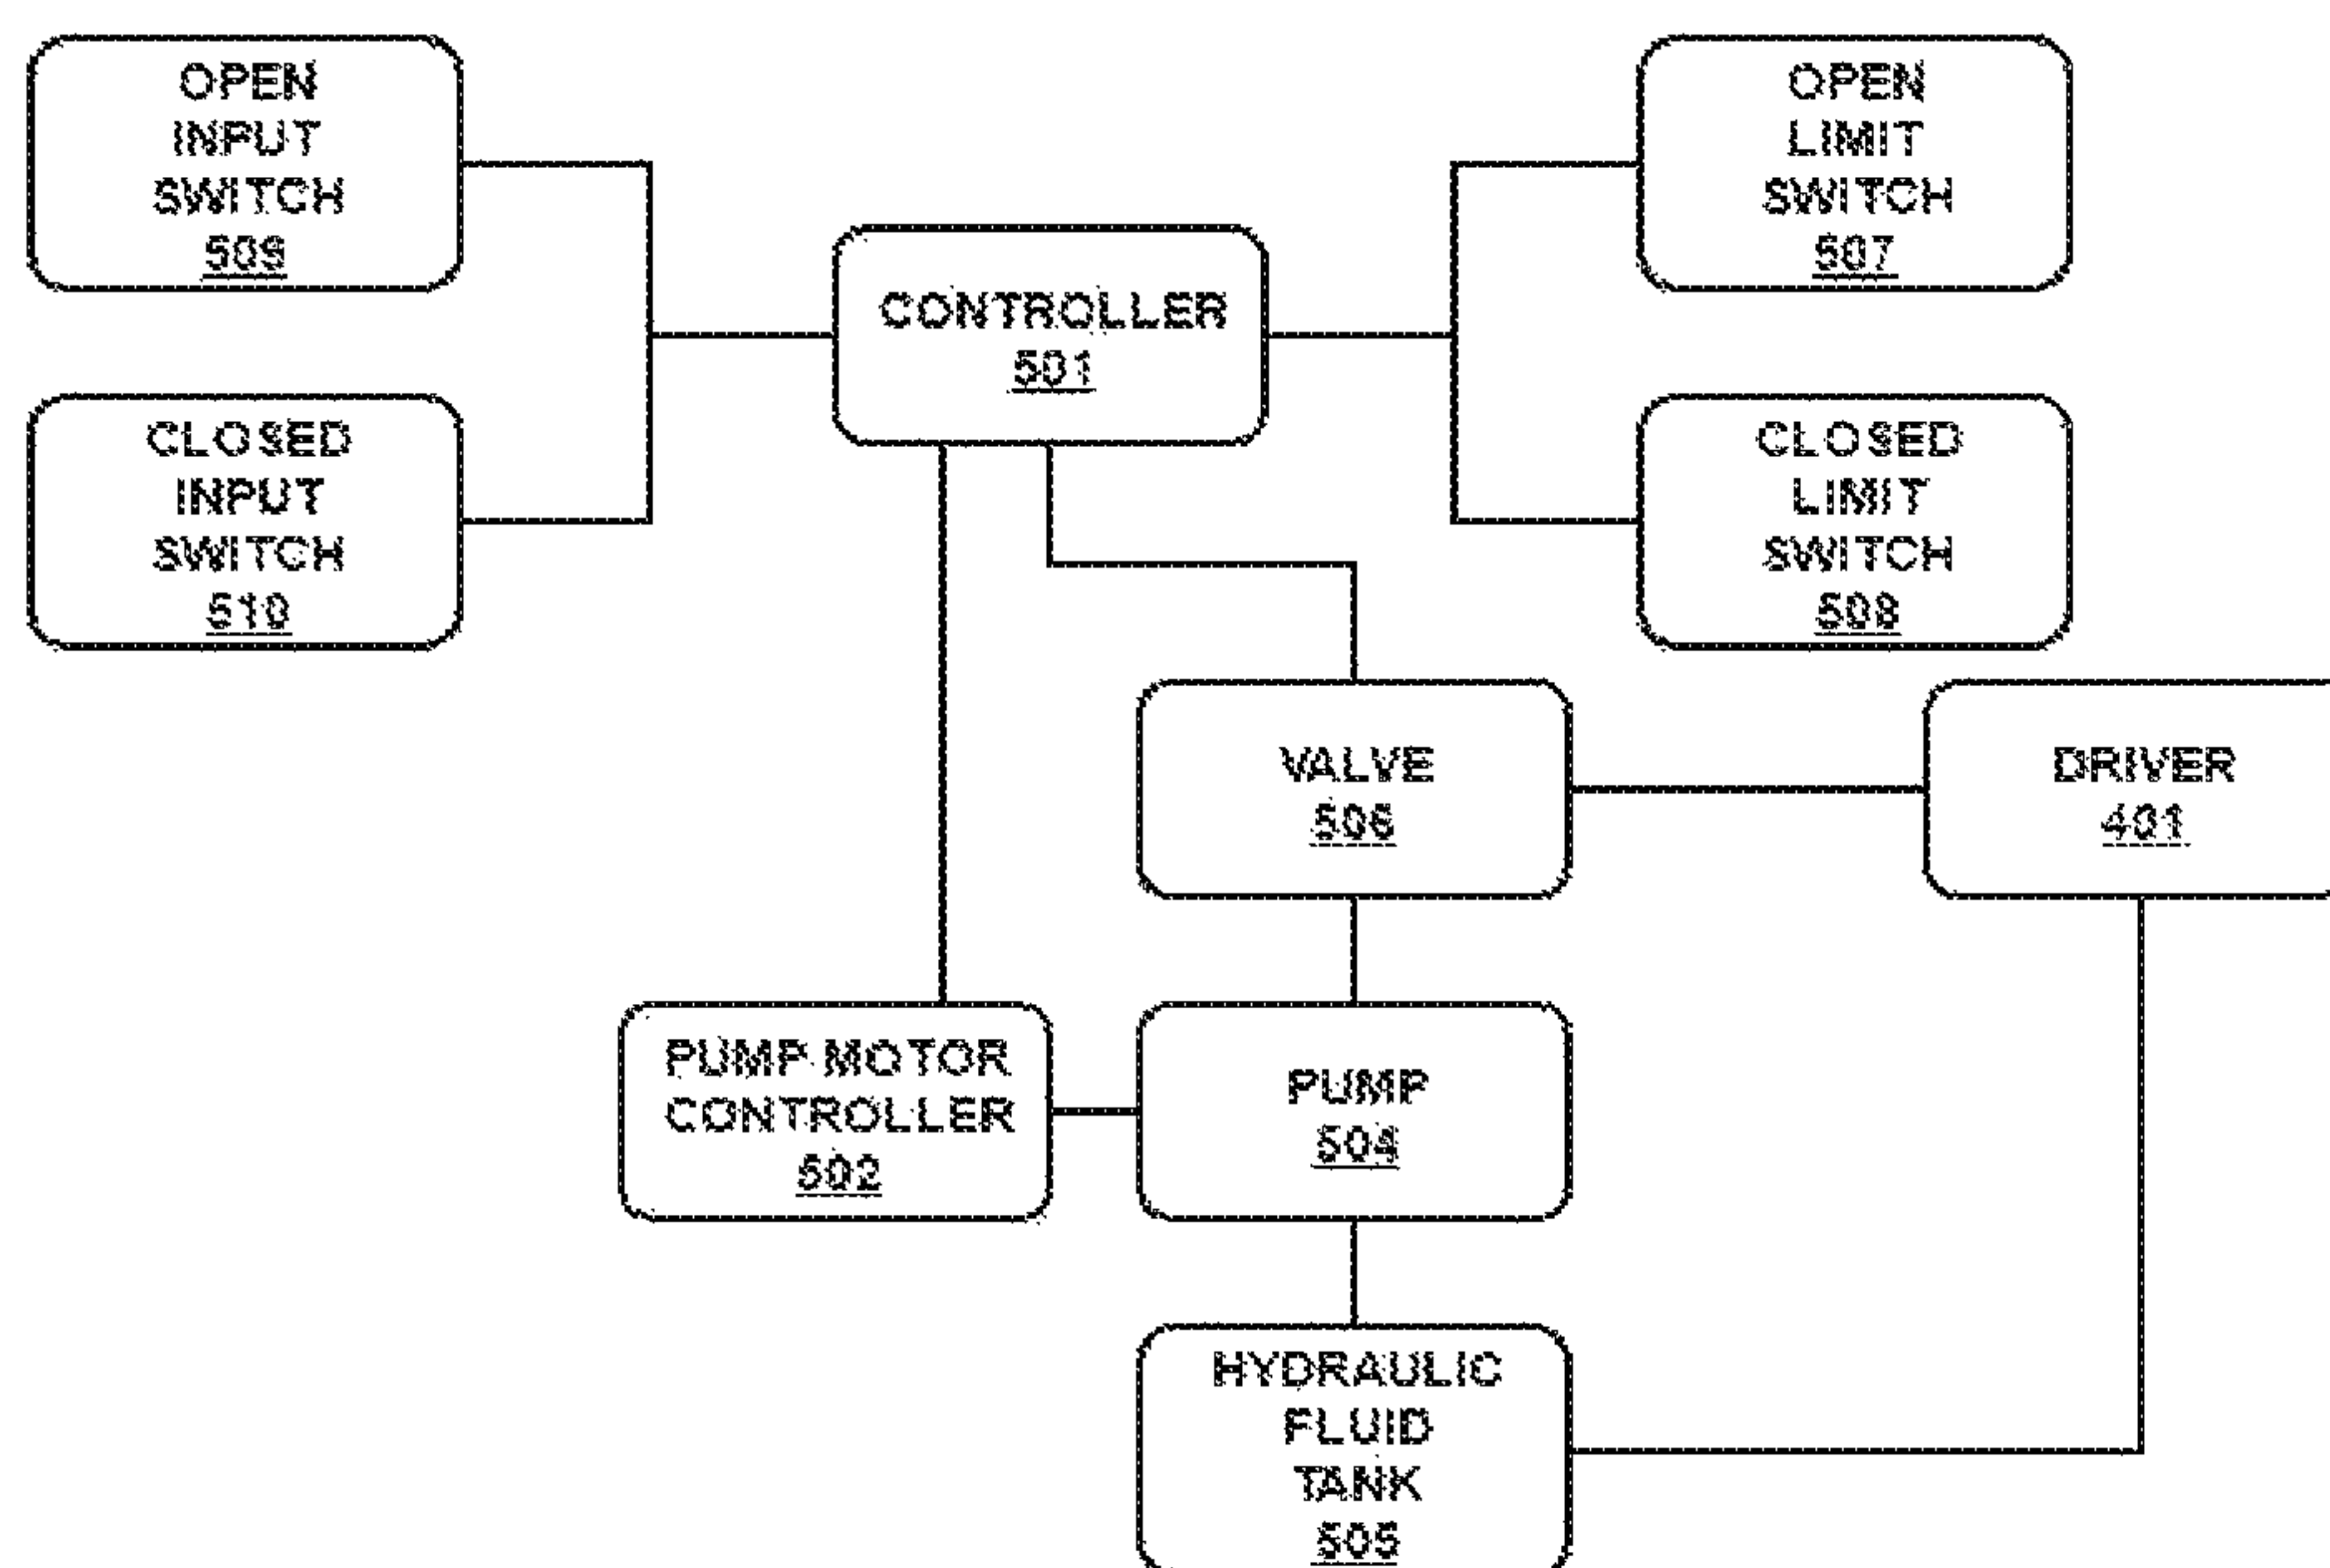 OPEN
INPUT
SWITCH
509
OPEN
LIMIT
SWITCH
507
CONTROLLER
501
CLOSED
INPUT
SWITCH
510
CLOSED
LIMIT
SWITCH
508
VALVE
506
DRIVER
401
PUMP MOTOR
CONTROLLER
502
PUMP
504
HYDRAULIC
FLUID
TANK
505